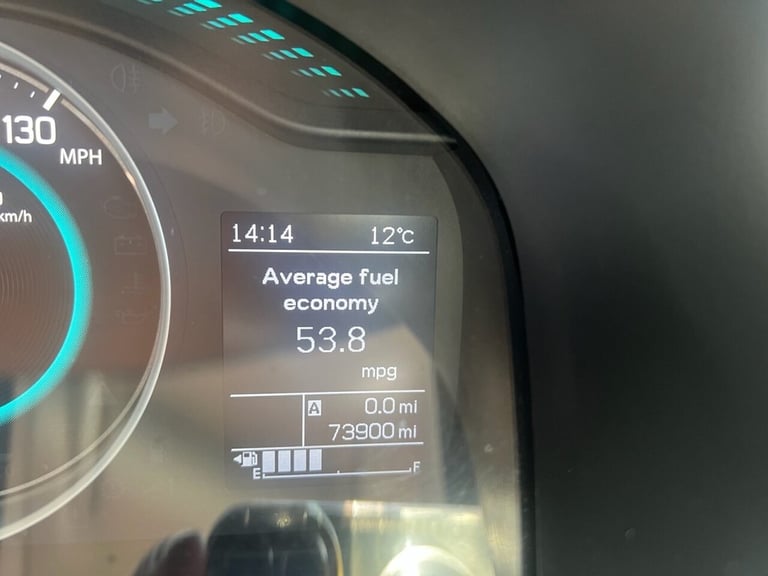 130
MPH
km/h
14:14 12°C
Average fuel
economy
53.8
mpg
A 0.0 mi
73900 mi
E F